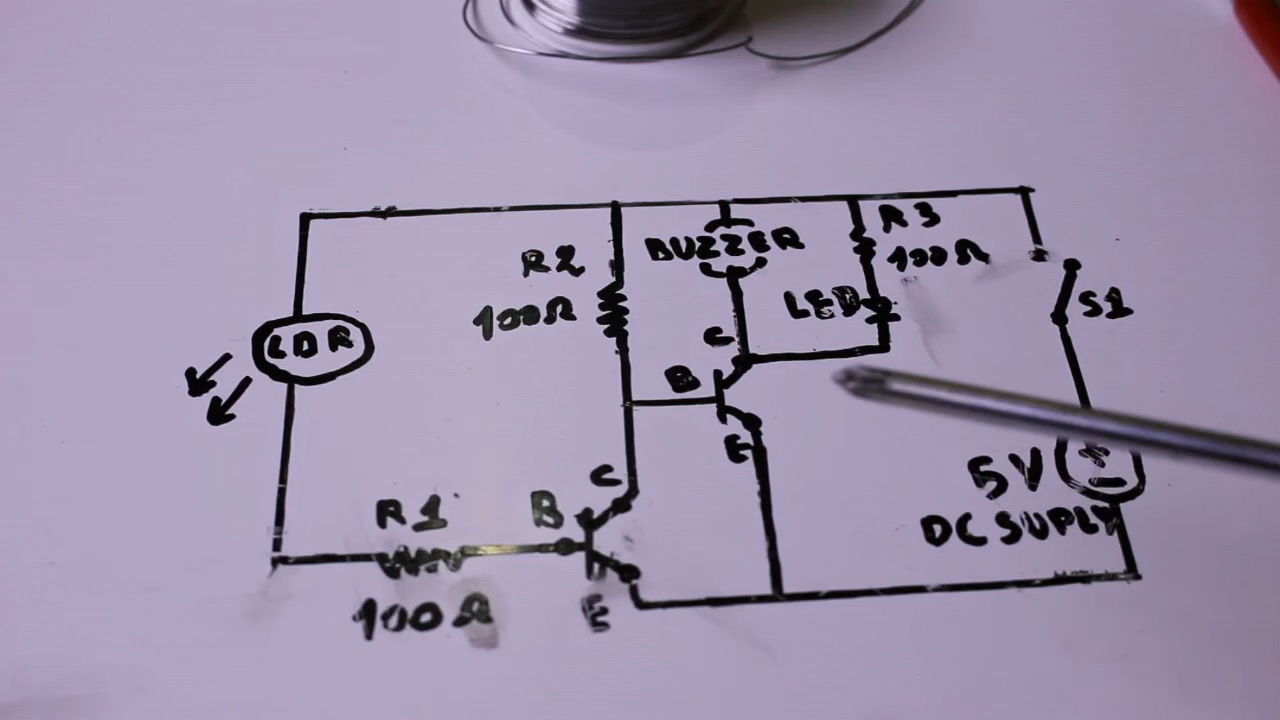 R3
BUZZER
100Ω
R2
100Ω
LED
S1
LDR
C
B
E
5V
+
-
C
R1
B
DC SUPLY
100Ω
E